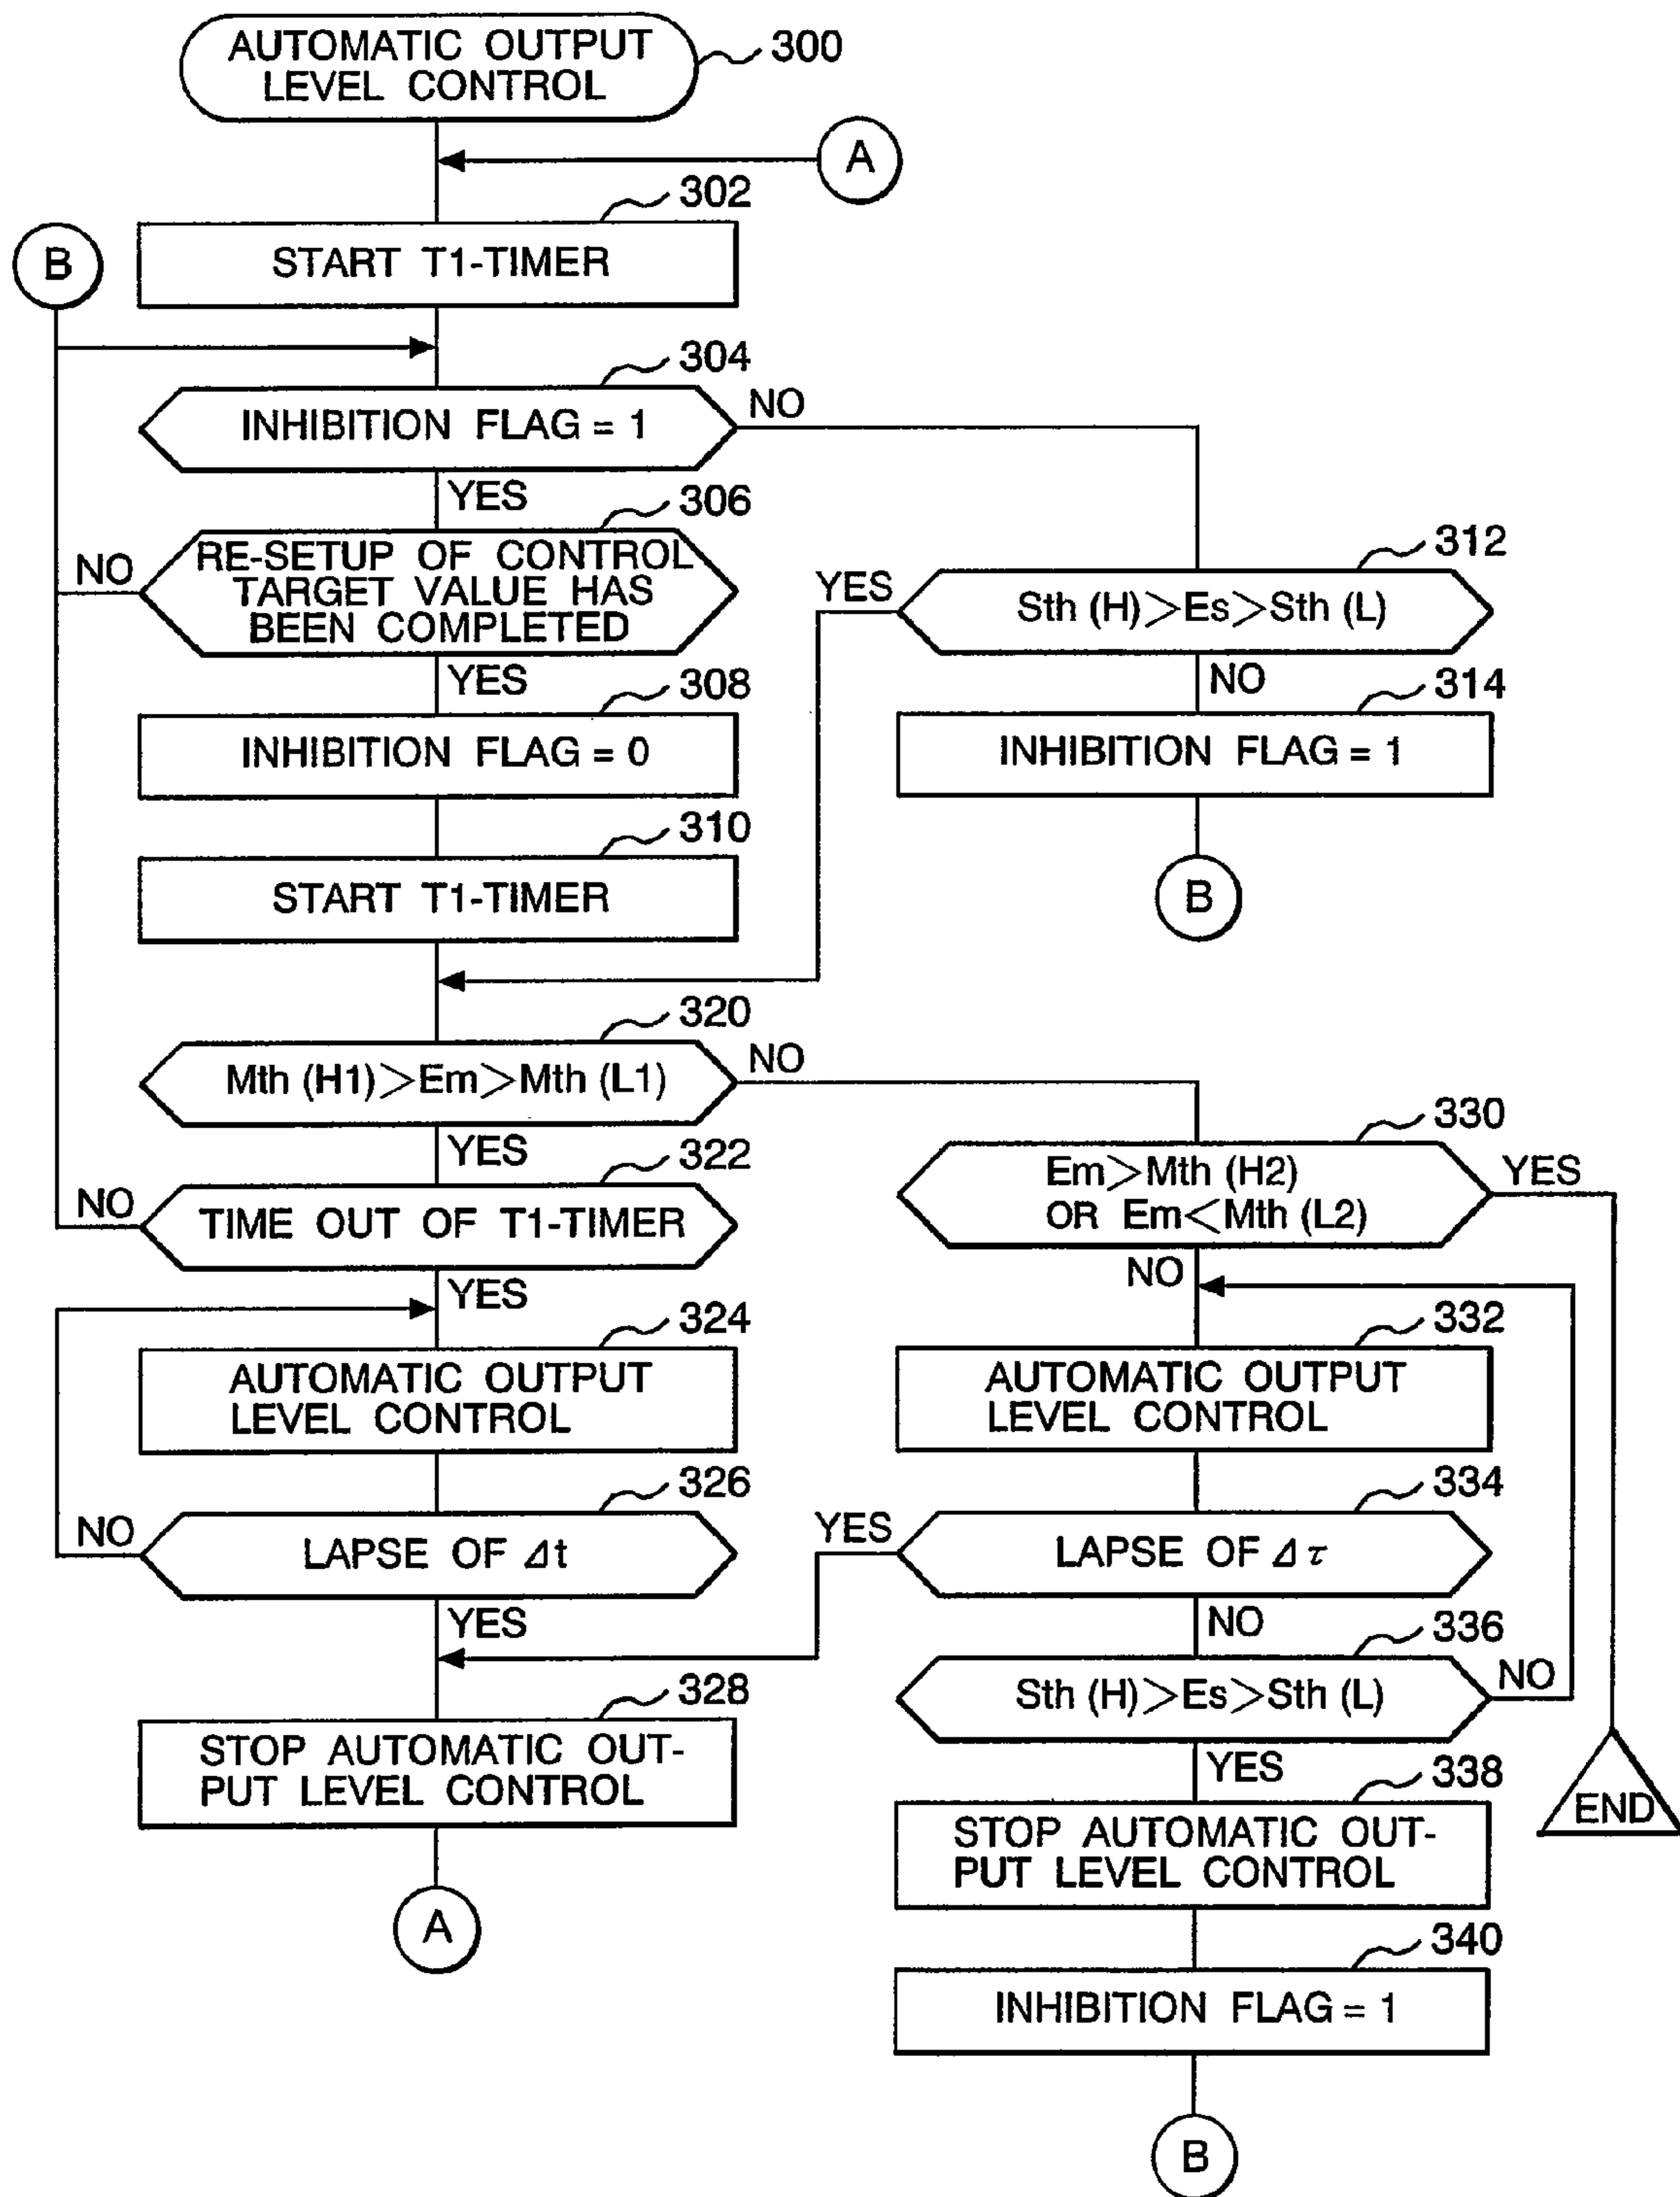 AUTOMATIC OUTPUT
LEVEL CONTROL
300
A
302
START T1-TIMER
B
304
INHIBITION FLAG = 1
NO
YES
306
RE-SETUP OF CONTROL
TARGET VALUE HAS
BEEN COMPLETED
NO
YES
312
Sth (H)>Es>Sth (L)
YES
NO
308
INHIBITION FLAG = 0
314
INHIBITION FLAG = 1
310
START T1-TIMER
B
320
Mth (H1)>Em>Mth (L1)
NO
YES
322
TIME OUT OF T1-TIMER
NO
YES
330
Em>Mth (H2)
OR Em<Mth (L2)
YES
NO
324
AUTOMATIC OUTPUT
LEVEL CONTROL
332
AUTOMATIC OUTPUT
LEVEL CONTROL
326
LAPSE OF Δt
NO
YES
334
LAPSE OF Δτ
YES
NO
336
Sth (H)>Es>Sth (L)
NO
YES
328
STOP AUTOMATIC OUT-
PUT LEVEL CONTROL
338
STOP AUTOMATIC OUT-
PUT LEVEL CONTROL
END
A
340
INHIBITION FLAG = 1
B